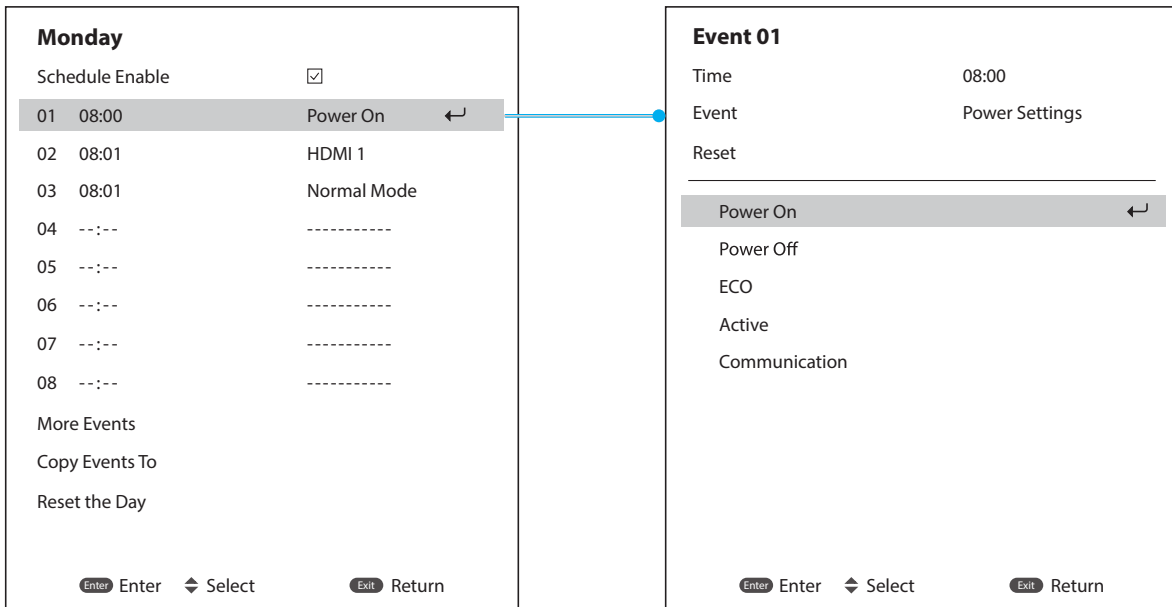 Monday
Schedule Enable
01 08:00 Power On
02 08:01 HDMI 1
03 08:01 Normal Mode
04 --:-- -----------
05 --:-- -----------
06 --:-- -----------
07 --:-- -----------
08 --:-- -----------
More Events
Copy Events To
Reset the Day
Enter Enter Select Exit Return
Event 01
Time 08:00
Event Power Settings
Reset
Power On
Power Off
ECO
Active
Communication
Enter Enter Select Exit Return